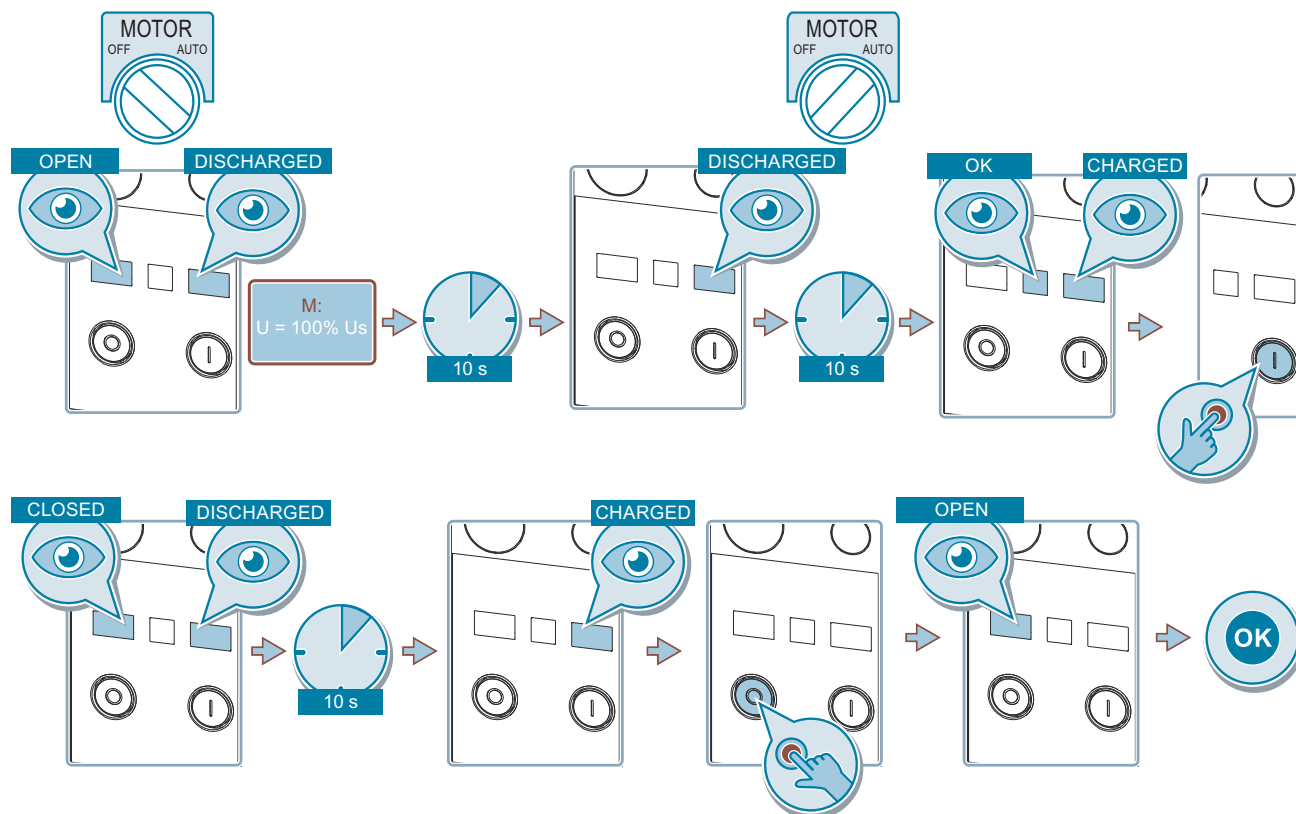 MOTOR
OFF AUTO
MOTOR
OFF AUTO
OPEN
DISCHARGED
DISCHARGED
OK
CHARGED
M:
U = 100% Us
10 s
10 s
CLOSED
DISCHARGED
CHARGED
OPEN
10 s
OK